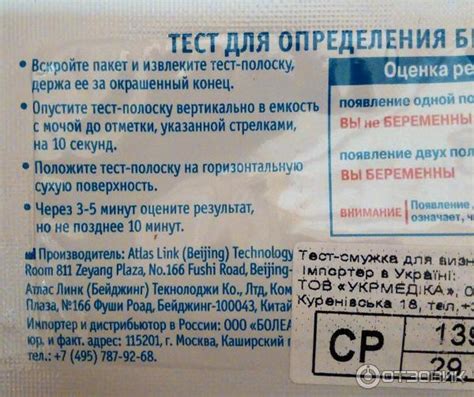 ТЕСТ ДЛЯ ОПРЕДЕЛЕНИЯ
• Вскройте пакет и извлеките тест-полоску,
держа ее за окрашенный конец.
• Опустите тест-полоску вертикально в емкость
с мочой до отметки, указанной стрелками,
на 10 секунд.
• Положите тест-полоску на горизонтальную
сухую поверхность.
• Через 3-5 минут оцените результат,
но не позднее 10 минут.
Оценка ре
появление одной по
ВЫ не БЕРЕМЕННЫ
появление двух пол
ВЫ БЕРЕМЕННЫ
ВНИМАНИЕ Появление
означает, ч
Производитель: Atlas Link (Beijing) Technology
Room 811 Zeyang Plaza, No.166 Fushi Road, Beijing-
Атлас Линк (Бейджинг) Текнолоджи Ко., Лтд, Ком
Плаза, №166 Фуши Роад, Бейджинг-100043, Китай
Импортер и дистрибьютор в России: ООО «БОЛЕА
юр. и факт. адрес: 115201, г. Москва, Каширский п
тел.: +7 (495) 787-92-68.
Тест-смужка для визн
Імпортер в Україні:
ТОВ «УКРМЕДІКА», О
Куренівська 18, тел.,+3
СР
139
29.
ОТЗОВИК